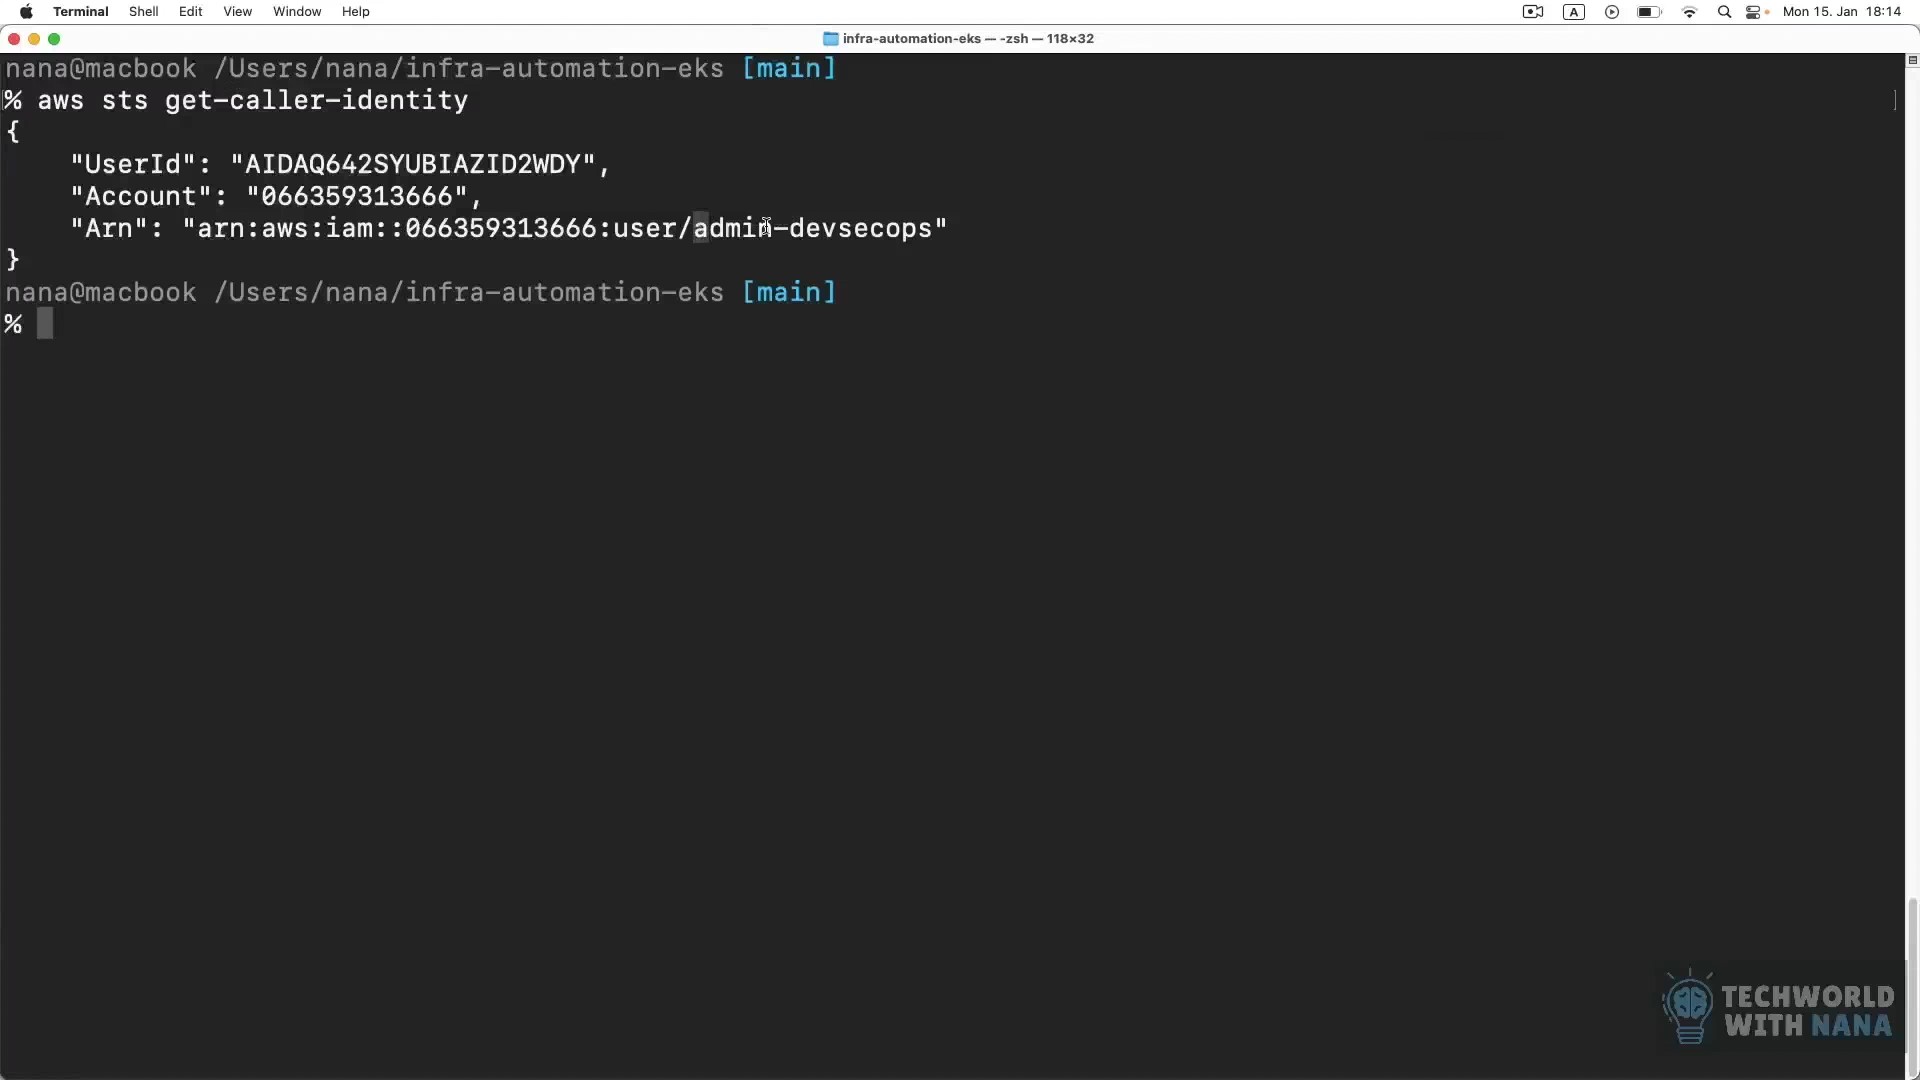 Terminal Shell Edit View Window Help A Mon 15. Jan 18:14
infra-automation-eks — -zsh — 118×32
nana@macbook /Users/nana/infra-automation-eks [main]
% aws sts get-caller-identity
{
    "UserId": "AIDAQ642SYUBIAZID2WDY",
    "Account": "066359313666",
    "Arn": "arn:aws:iam::066359313666:user/admin-devsecops"
}
nana@macbook /Users/nana/infra-automation-eks [main]
%
TECHWORLD
WITH NANA